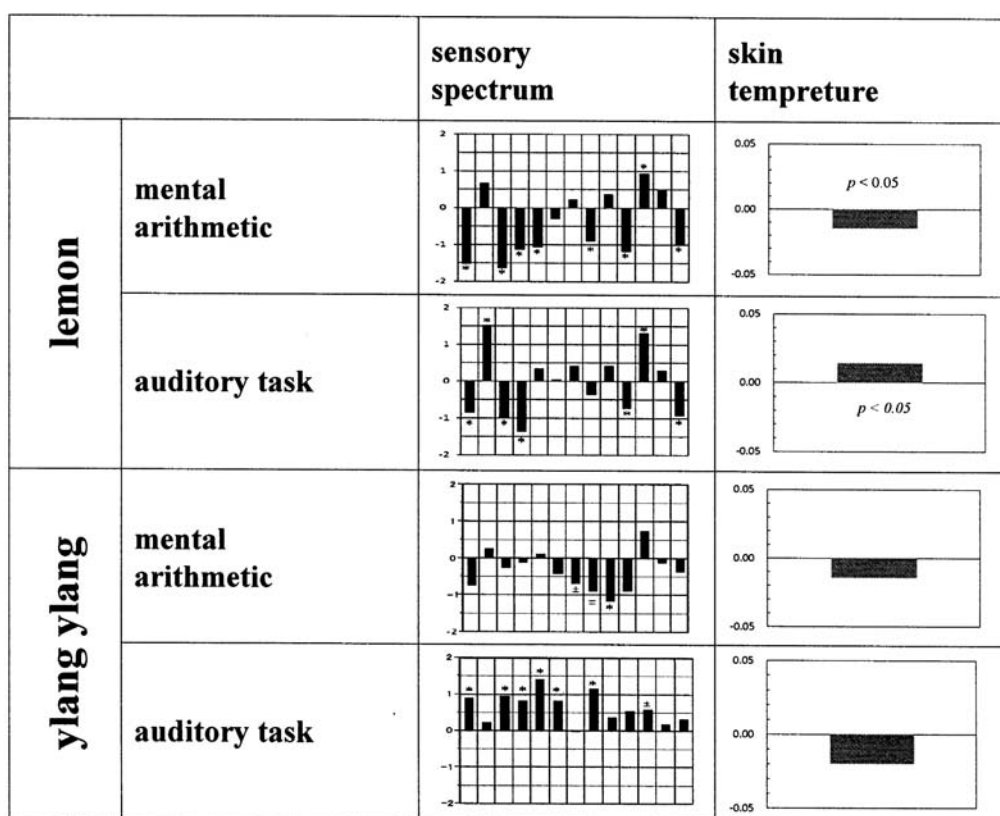 sensory
spectrum
skin
tempreture
lemon
mental
arithmetic
2
1
0
-1
-2
* * * * * * * *
0.05
0.00
-0.05
p < 0.05
auditory task
2
1
0
-1
-2
0.05
0.00
-0.05
p < 0.05
ylang ylang
mental
arithmetic
2
1
0
-1
-2
0.05
0.00
-0.05
auditory task
2
1
0
-1
-2
0.05
0.00
-0.05